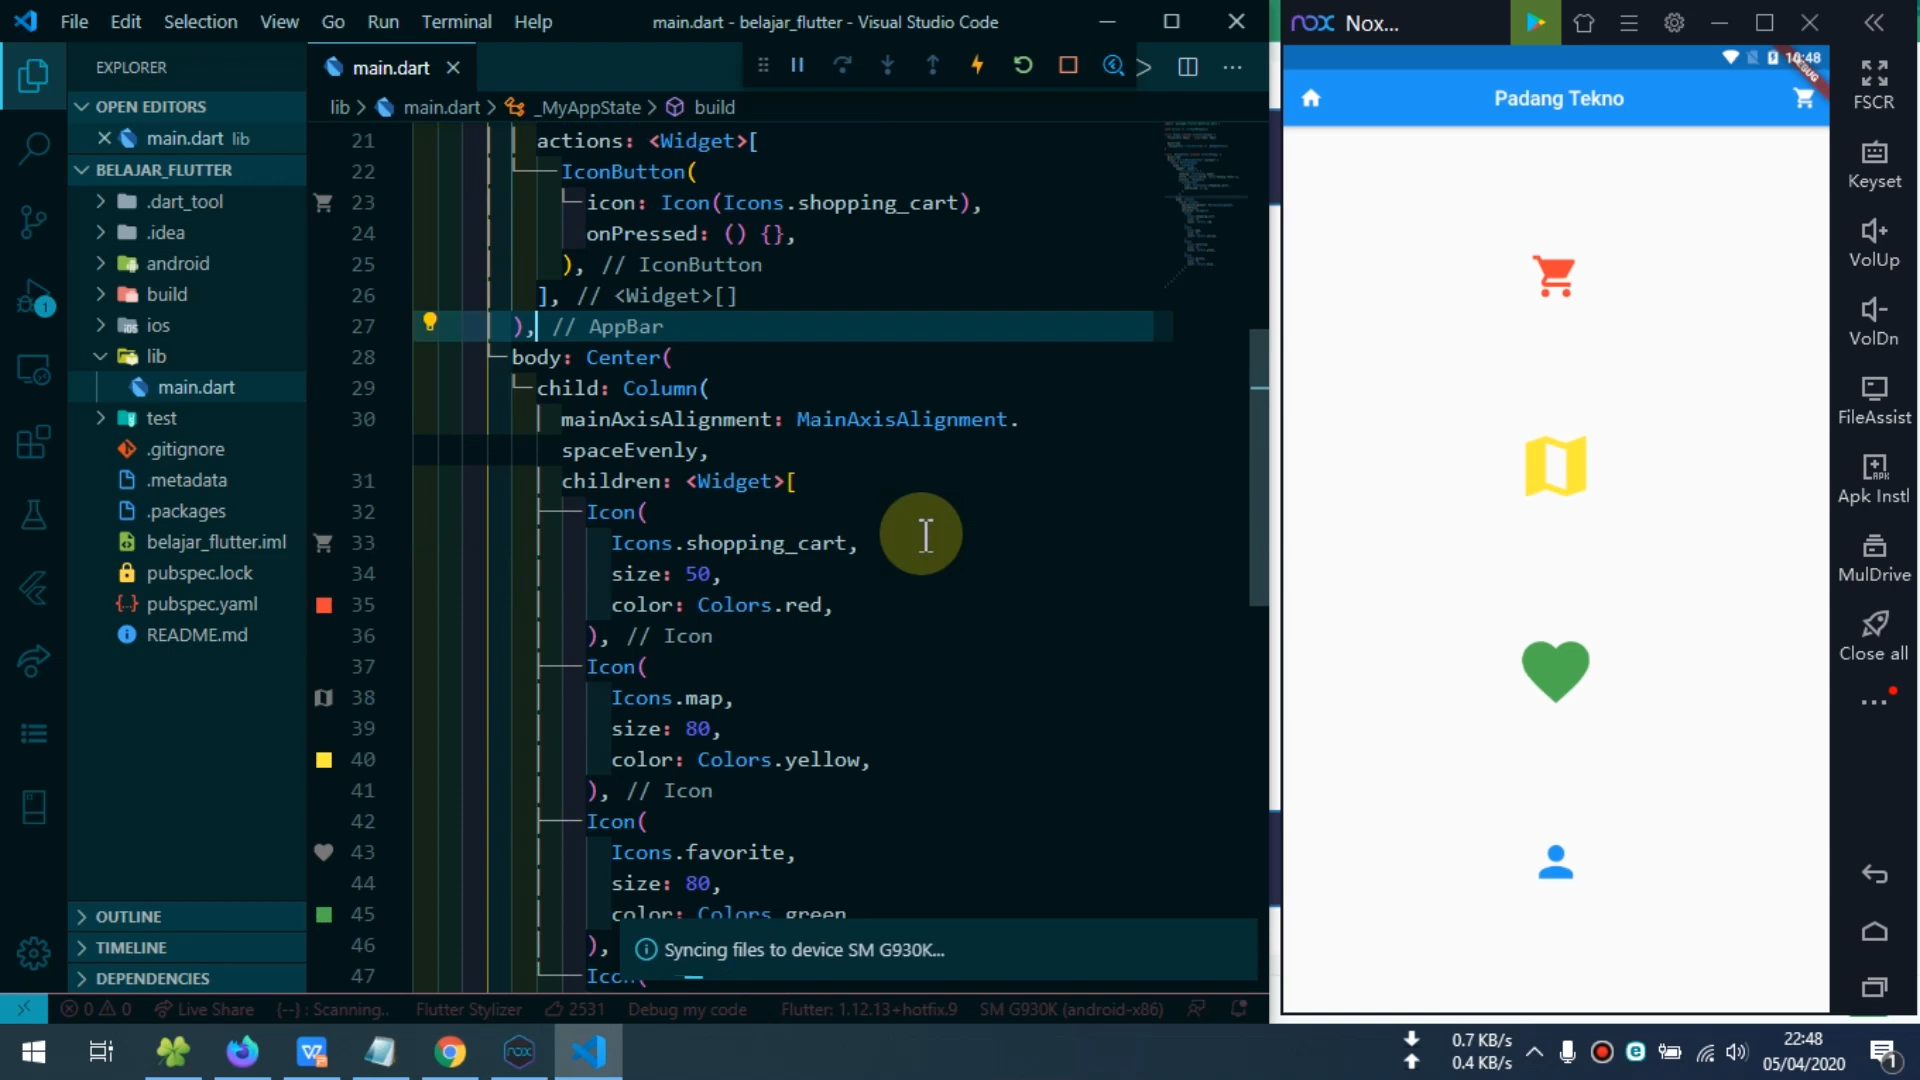 File Edit Selection View Go Run Terminal Help
main.dart - belajar_flutter - Visual Studio Code
EXPLORER
OPEN EDITORS
main.dart lib
BELAJAR_FLUTTER
.dart_tool
.idea
android
build
ios
lib
main.dart
test
.gitignore
.metadata
.packages
belajar_flutter.iml
pubspec.lock
pubspec.yaml
README.md
OUTLINE
TIMELINE
DEPENDENCIES
main.dart
lib > main.dart > _MyAppState > build
21 actions: <Widget>[
22 IconButton(
23 icon: Icon(Icons.shopping_cart),
24 onPressed: () {},
25 ), // IconButton
26 ], // <Widget>[]
27 ), // AppBar
28 body: Center(
29 child: Column(
30 mainAxisAlignment: MainAxisAlignment.
spaceEvenly,
31 children: <Widget>[
32 Icon(
33 Icons.shopping_cart,
34 size: 50,
35 color: Colors.red,
36 ), // Icon
37 Icon(
38 Icons.map,
39 size: 80,
40 color: Colors.yellow,
41 ), // Icon
42 Icon(
43 Icons.favorite,
44 size: 80,
45 color: Colors.green
46 ),
47 Icon(
Syncing files to device SM G930K...
0 0 Live Share {--} : Scanning.. Flutter Stylizer 2531 Debug my code Flutter: 1.12.13+hotfix.9 SM G930K (android-x86)
nox Nox...
10:48
DEBUG
Padang Tekno
FSCR
Keyset
VolUp
VolDn
FileAssist
Apk Instl
MulDrive
Close all
0.7 KB/s
0.4 KB/s
22:48
05/04/2020
1